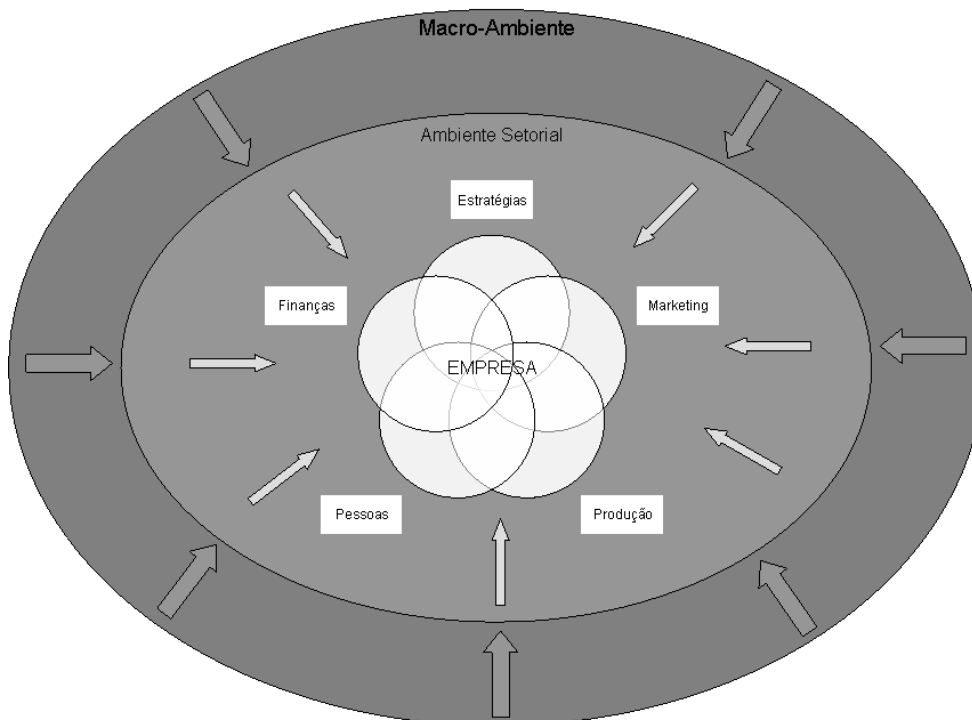 Macro-Ambiente
Ambiente Setorial
Estratégias
Finanças
Marketing
EMPRESA
Pessoas
Produção